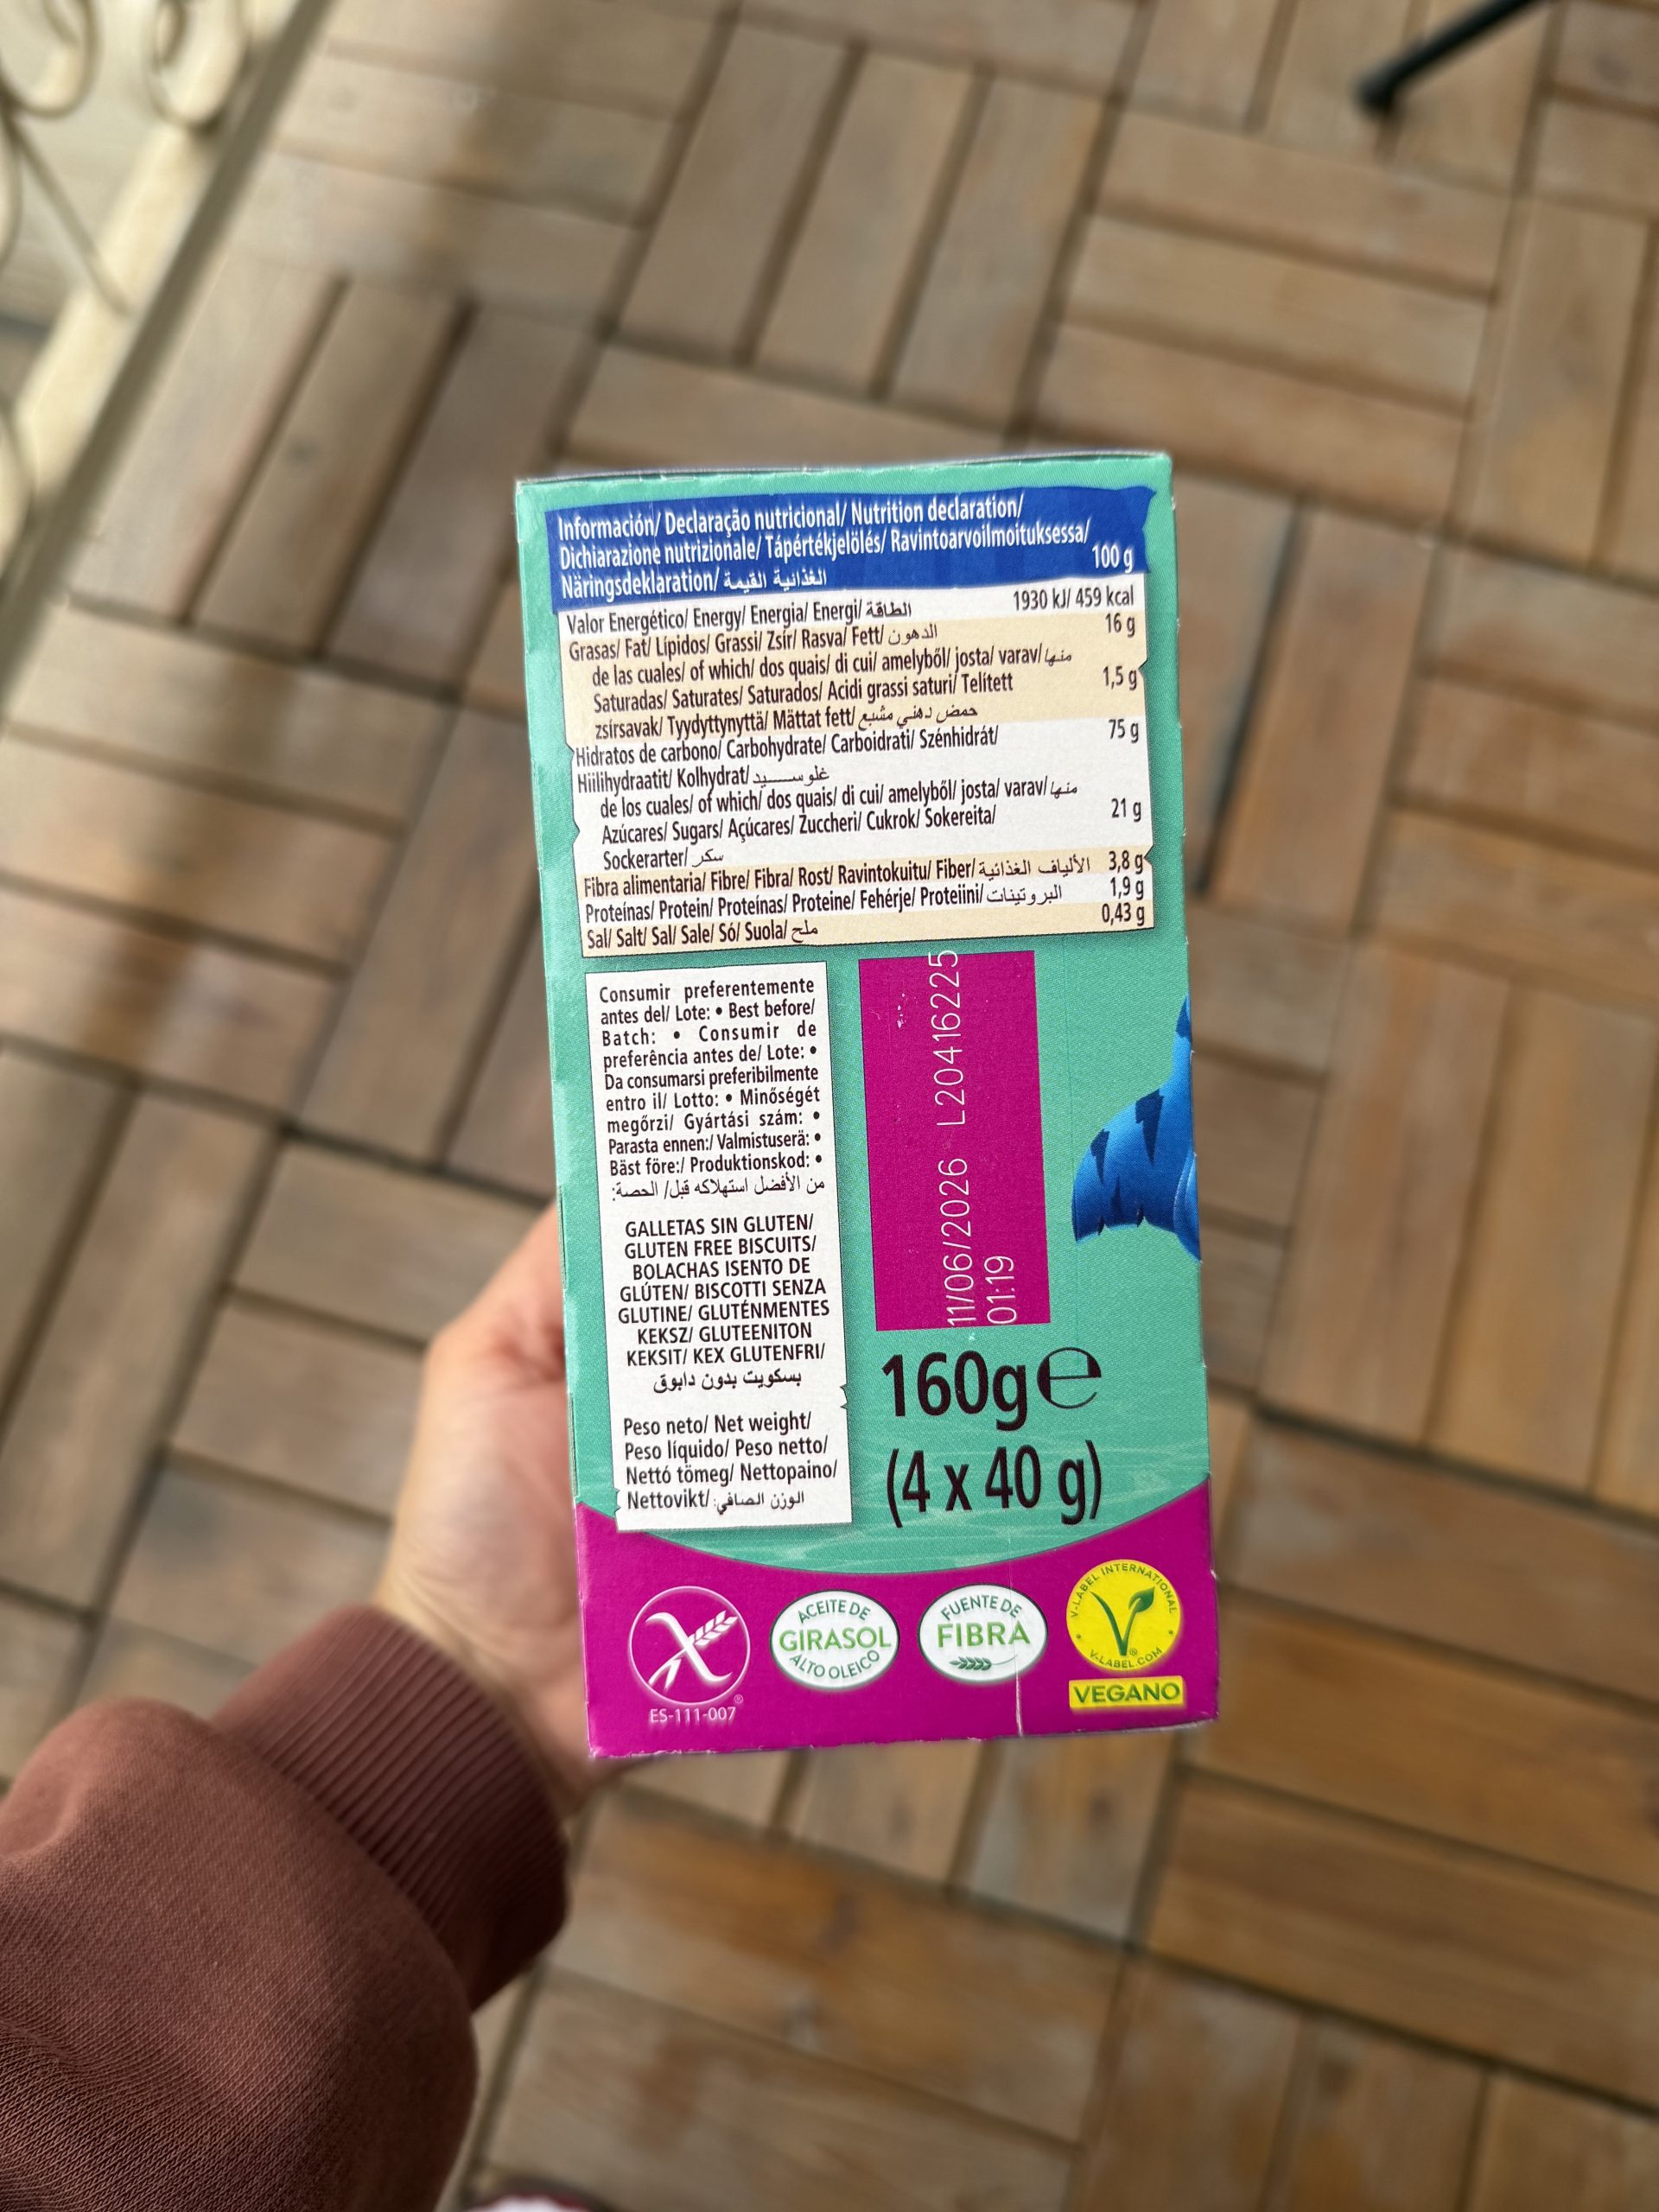 Información/ Declaração nutricional/ Nutrition declaration/
Dichiarazione nutrizionale/ Tápértékjelölés/ Ravintoarvoilmoituksessa/
Näringsdeklaration/ الغذائية القيمة
100 g
Valor Energético/ Energy/ Energia/ Energi/ الطاقة 1930 kJ/ 459 kcal
Grasas/ Fat/ Lípidos/ Grassi/ Zsír/ Rasva/ Fett/ الدهون 16 g
de las cuales/ of which/ dos quais/ di cui/ amelyből/ josta/ varav/ منها
Saturadas/ Saturates/ Saturados/ Acidi grassi saturi/ Telített 1,5 g
zsírsavak/ Tyydyttynyttä/ Mättat fett/ حمض دهني مشبع
Hidratos de carbono/ Carbohydrate/ Carboidrati/ Szénhidrát/ 75 g
Hiilihydraatit/ Kolhydrat/ غلوسيد
de los cuales/ of which/ dos quais/ di cui/ amelyből/ josta/ varav/ منها
Azúcares/ Sugars/ Açúcares/ Zuccheri/ Cukrok/ Sokereita/ 21 g
Sockerarter/ سكر
Fibra alimentaria/ Fibre/ Fibra/ Rost/ Ravintokuitu/ Fiber/ الألياف الغذائية 3,8 g
Proteínas/ Protein/ Proteínas/ Proteine/ Fehérje/ Proteiini/ البروتينات 1,9 g
Sal/ Salt/ Sal/ Sale/ Só/ Suola/ ملح 0,43 g
Consumir preferentemente
antes del/ Lote: • Best before/
Batch: • Consumir de
preferência antes de/ Lote: •
Da consumarsi preferibilmente
entro il/ Lotto: • Minőségét
megőrzi/ Gyártási szám: •
Parasta ennen:/ Valmistuserä: •
Bäst före:/ Produktionskod: •
من الأفضل استهلاكه قبل/ الحصة:
GALLETAS SIN GLUTEN/
GLUTEN FREE BISCUITS/
BOLACHAS ISENTO DE
GLÚTEN/ BISCOTTI SENZA
GLUTINE/ GLUTÉNMENTES
KEKSZ/ GLUTEENITON
KEKSIT/ KEX GLUTENFRI/
بسكويت بدون دابوق
Peso neto/ Net weight/
Peso líquido/ Peso netto/
Nettó tömeg/ Nettopaino/
Nettovikt/ الوزن الصافي:
11/06/2026 L20416225
01:19
160g℮
(4 x 40 g)
ES-111-007
®
ACEITE DE
GIRASOL
ALTO OLEICO
FUENTE DE
FIBRA
V-LABEL INTERNATIONAL
®
V-LABEL.COM
VEGANO